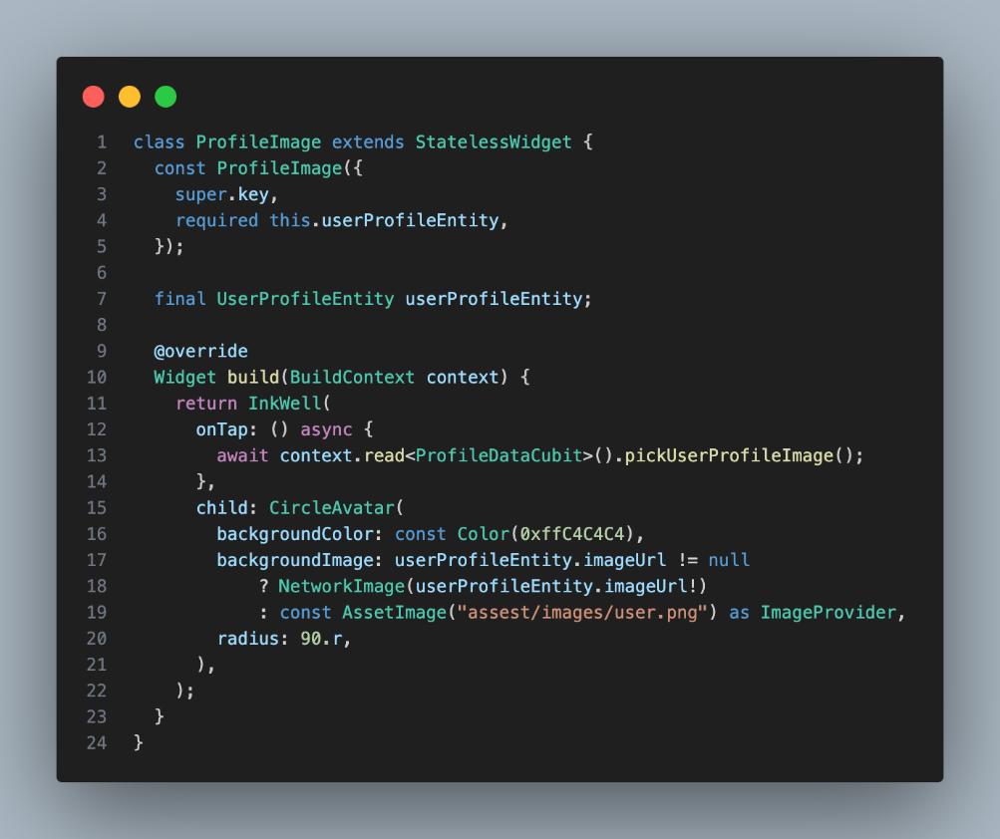 1 class ProfileImage extends StatelessWidget {
2   const ProfileImage({
3     super.key,
4     required this.userProfileEntity,
5   });
6
7   final UserProfileEntity userProfileEntity;
8
9   @override
10   Widget build(BuildContext context) {
11     return InkWell(
12       onTap: () async {
13         await context.read<ProfileDataCubit>().pickUserProfileImage();
14       },
15       child: CircleAvatar(
16         backgroundColor: const Color(0xffC4C4C4),
17         backgroundImage: userProfileEntity.imageUrl != null
18             ? NetworkImage(userProfileEntity.imageUrl!)
19             : const AssetImage("assest/images/user.png") as ImageProvider,
20         radius: 90.r,
21       ),
22     );
23   }
24 }